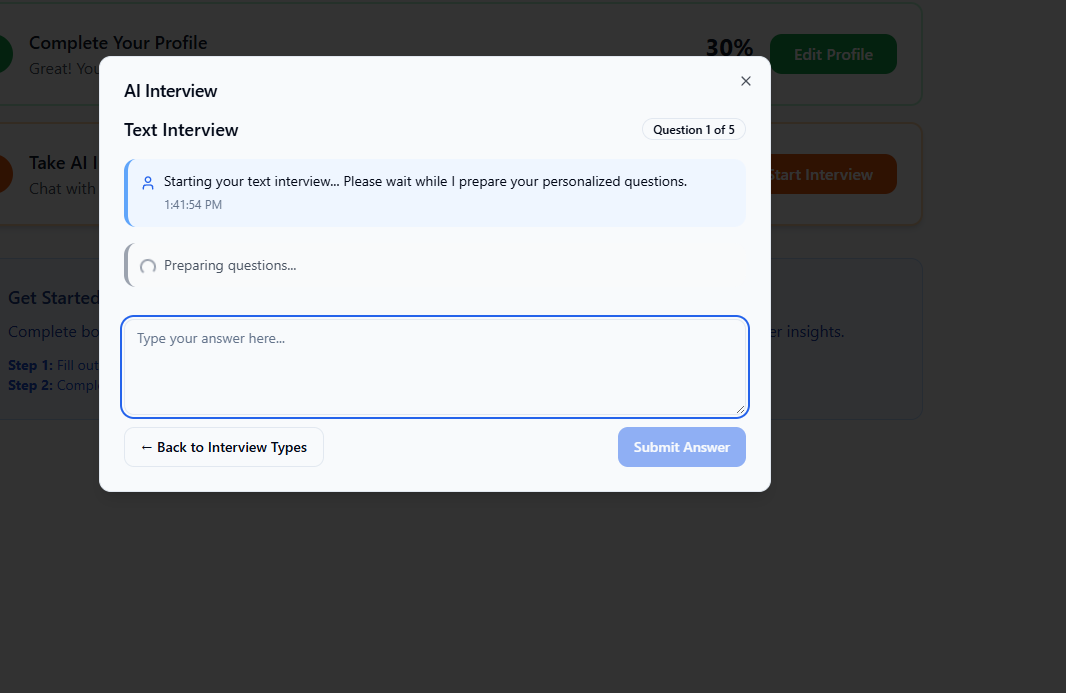 Complete Your Profile
Great! You
30%
Edit Profile
AI Interview
Text Interview
Question 1 of 5
Starting your text interview... Please wait while I prepare your personalized questions.
1:41:54 PM
Preparing questions...
Type your answer here...
← Back to Interview Types
Submit Answer
Take AI I
Chat with
Start Interview
Get Started
Complete bo
er insights.
Step 1: Fill out
Step 2: Compl